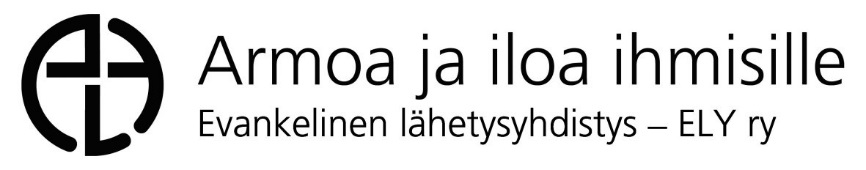 Armoa ja iloa ihmisille
Evankelinen lähetysyhdistys – ELY ry